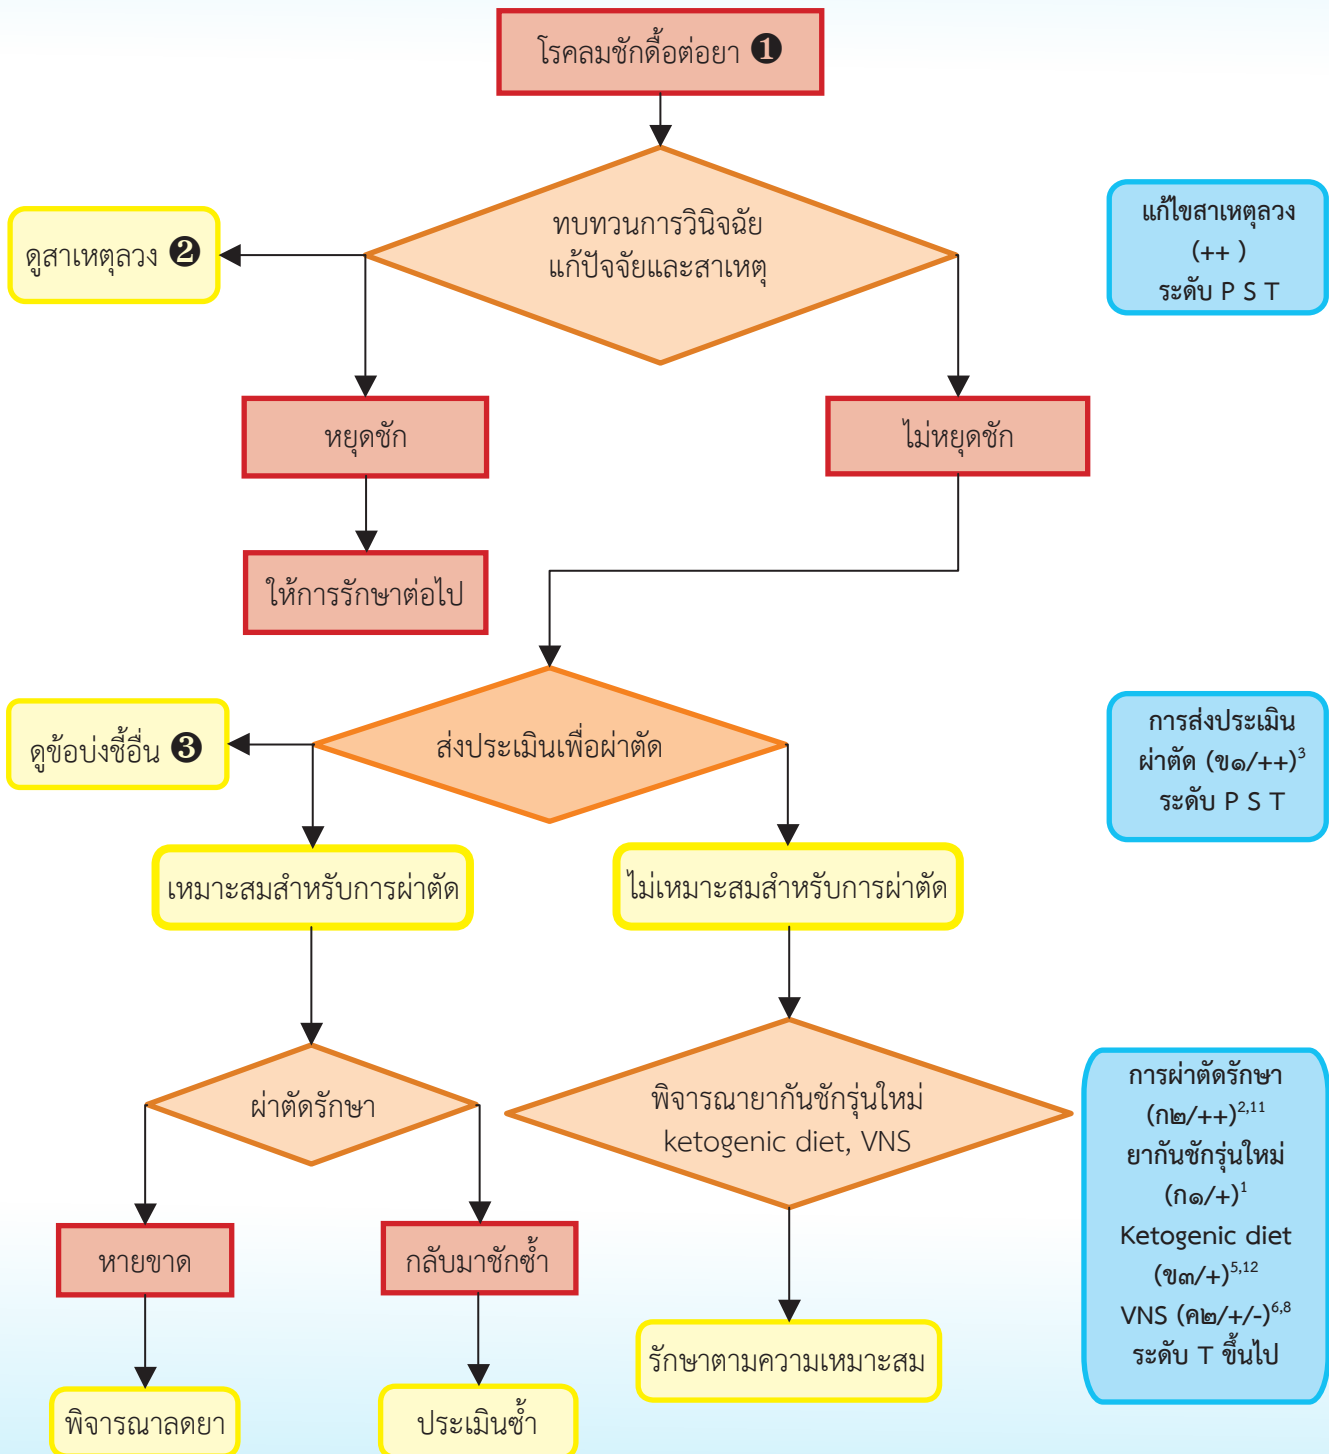 โรคลมชักดื้อต่อยา ❶
ทบทวนการวินิจฉัย
แก้ปัจจัยและสาเหตุ
ดูสาเหตุลวง ❷
แก้ไขสาเหตุลวง
(++ )
ระดับ P S T
หยุดชัก
ไม่หยุดชัก
ให้การรักษาต่อไป
ส่งประเมินเพื่อผ่าตัด
ดูข้อบ่งชี้อื่น ❸
การส่งประเมิน
ผ่าตัด (ข๑/++)³
ระดับ P S T
เหมาะสมสำหรับการผ่าตัด
ไม่เหมาะสมสำหรับการผ่าตัด
ผ่าตัดรักษา
พิจารณายากันชักรุ่นใหม่
ketogenic diet, VNS
การผ่าตัดรักษา
(ก๒/++)²,¹¹
ยากันชักรุ่นใหม่
(ก๑/+)¹
Ketogenic diet
(ข๓/+)⁵,¹²
VNS (ค๒/+/-)⁶,⁸
ระดับ T ขึ้นไป
หายขาด
กลับมาชักซ้ำ
รักษาตามความเหมาะสม
พิจารณาลดยา
ประเมินซ้ำ